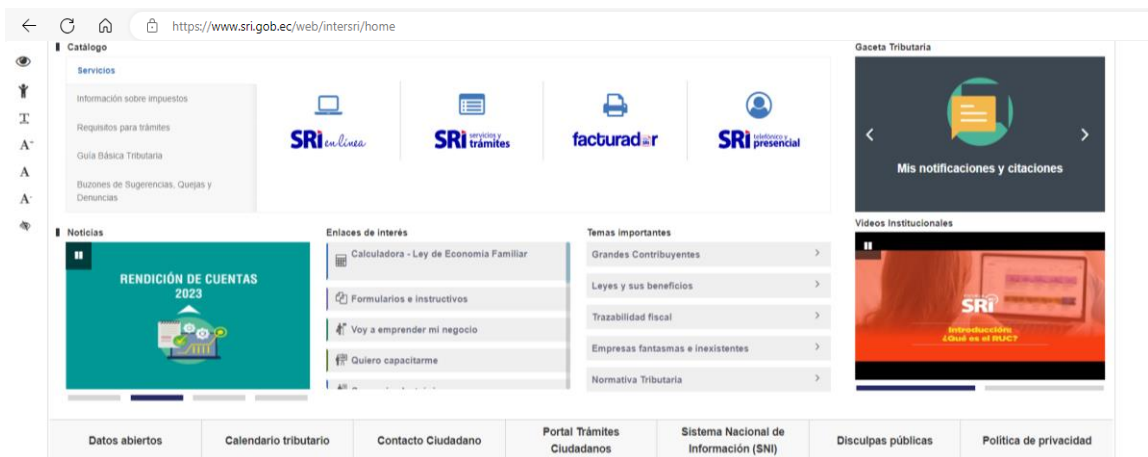 https://www.sri.gob.ec/web/intersri/home
Catálogo
Servicios
Información sobre impuestos
Requisitos para trámites
Guía Básica Tributaria
Buzones de Sugerencias, Quejas y
Denuncias
SRi en línea
SRi servicios y
trámites
facturador
SRi telefónico y
presencial
Gaceta Tributaria
Mis notificaciones y citaciones
T
A+
A
A-
Noticias
RENDICIÓN DE CUENTAS
2023
Enlaces de interés
Calculadora - Ley de Economía Familiar
Formularios e instructivos
Voy a emprender mi negocio
Quiero capacitarme
Temas importantes
Grandes Contribuyentes
Leyes y sus beneficios
Trazabilidad fiscal
Empresas fantasmas e inexistentes
Normativa Tributaria
Videos Institucionales
SRi
Introducción:
¿Qué es el RUC?
Datos abiertos
Calendario tributario
Contacto Ciudadano
Portal Trámites
Ciudadanos
Sistema Nacional de
Información (SNI)
Disculpas públicas
Política de privacidad